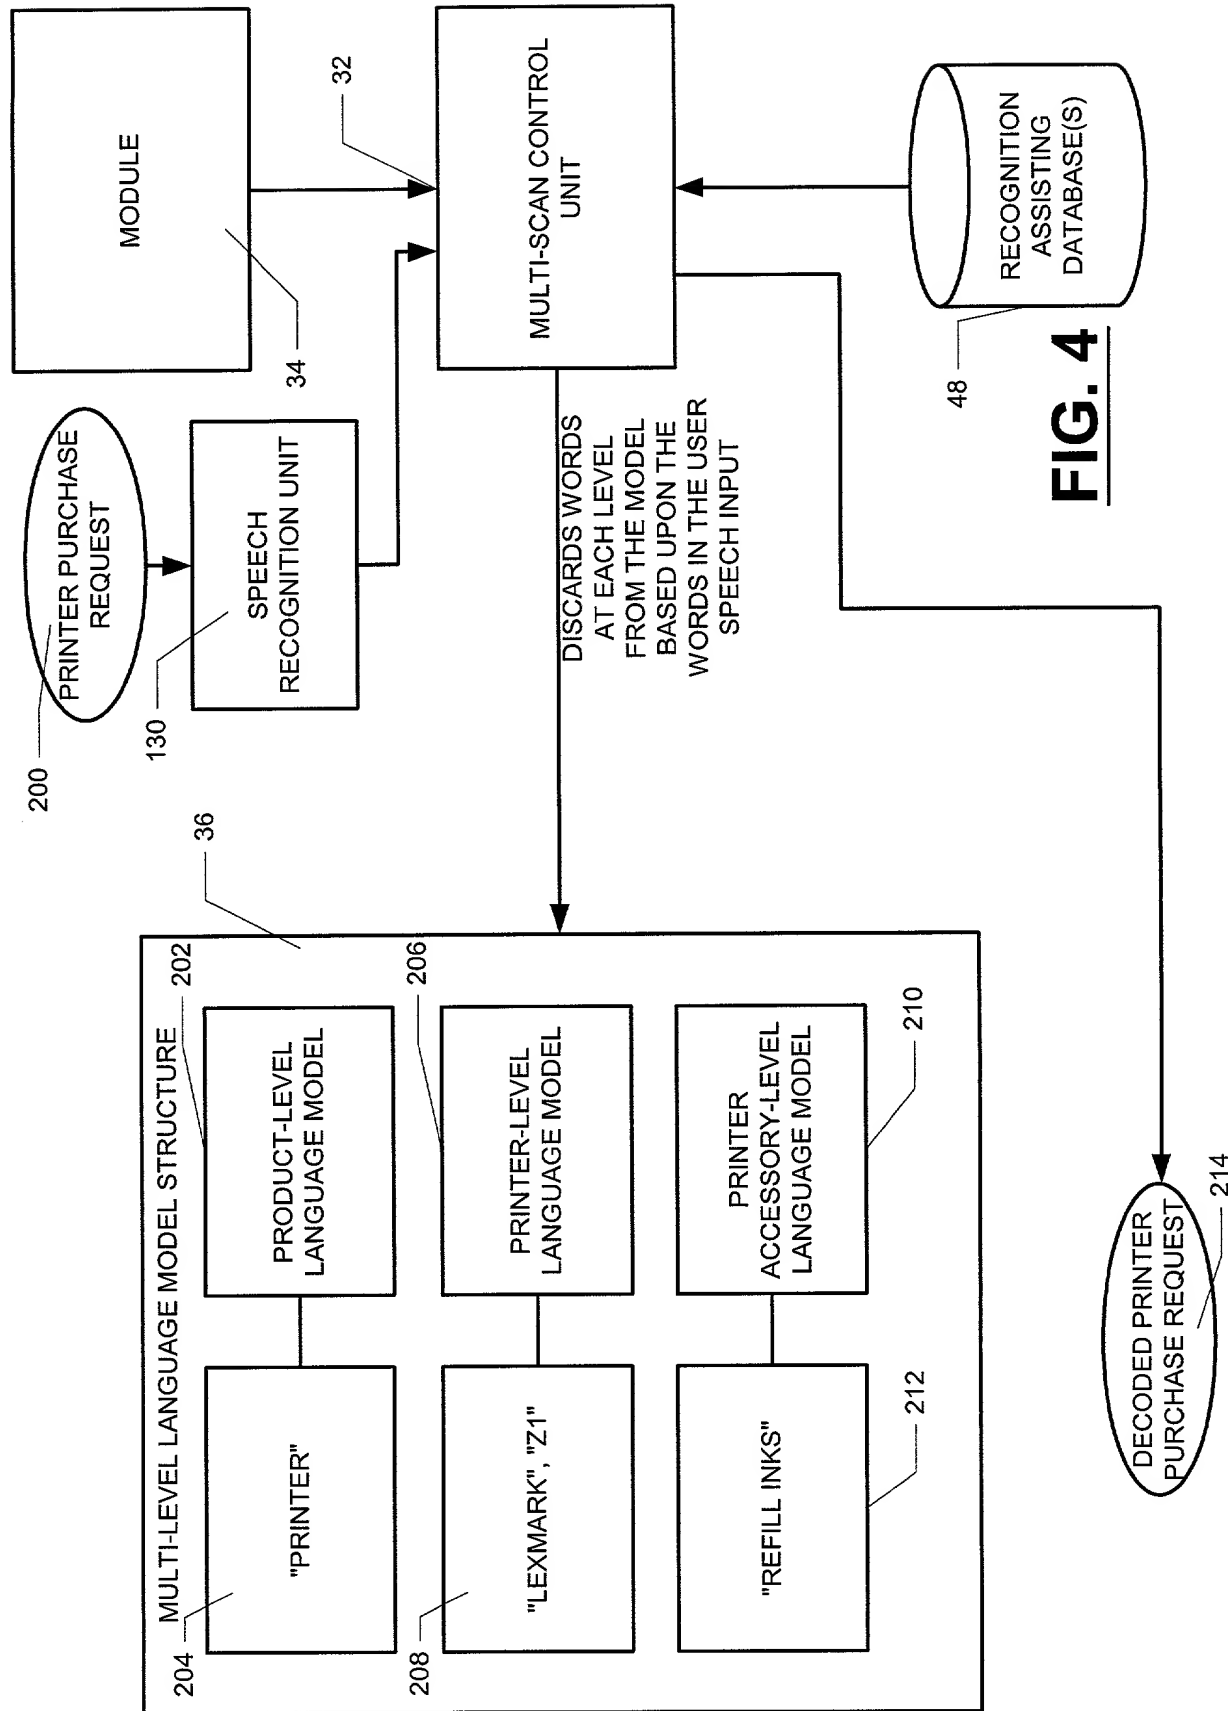 200
PRINTER PURCHASE
REQUEST
130
SPEECH
RECOGNITION UNIT
34
MODULE
32
MULTI-SCAN CONTROL
UNIT
DISCARDS WORDS
AT EACH LEVEL
FROM THE MODEL
BASED UPON THE
WORDS IN THE USER
SPEECH INPUT
48
RECOGNITION
ASSISTING
DATABASE(S)
36
MULTI-LEVEL LANGUAGE MODEL STRUCTURE
202
204
"PRINTER"
PRODUCT-LEVEL
LANGUAGE MODEL
206
208
"LEXMARK", "Z1"
PRINTER-LEVEL
LANGUAGE MODEL
"REFILL INKS"
PRINTER
ACCESSORY-LEVEL
LANGUAGE MODEL
212
210
DECODED PRINTER
PURCHASE REQUEST
214
FIG. 4